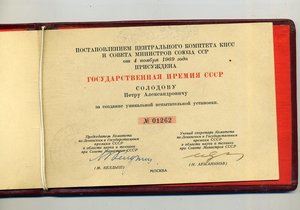 ПОСТАНОВЛЕНИЕМ ЦЕНТРАЛЬНОГО КОМИТЕТА КПСС
И СОВЕТА МИНИСТРОВ СОЮЗА ССР
от 4 ноября 1969 года
ПРИСУЖДЕНА
ГОСУДАРСТВЕННАЯ ПРЕМИЯ СССР
СОЛОДОВУ
Петру Александровичу
за создание уникальной испытательной установки.
№ 01262
Председатель Комитета
по Ленинским и Государственным
премиям СССР
в области науки и техники
при Совете Министров СССР
(М. КЕЛДЫШ)
Ученый секретарь Комитета
по Ленинским и Государственным
премиям СССР
в области науки и техники
при Совете Министров СССР
МОСКВА